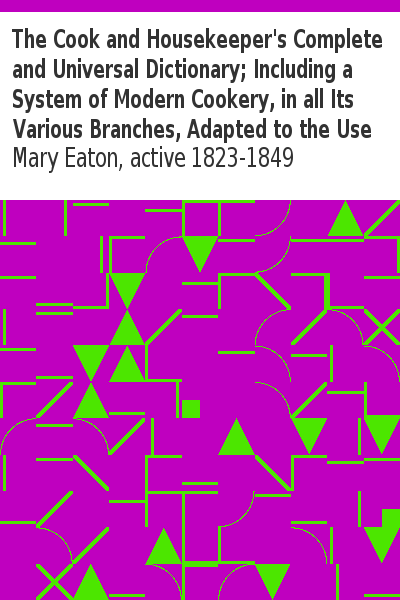 The Cook and Housekeeper's Complete
and Universal Dictionary; Including a
System of Modern Cookery, in all Its
Various Branches, Adapted to the Use
Mary Eaton, active 1823-1849